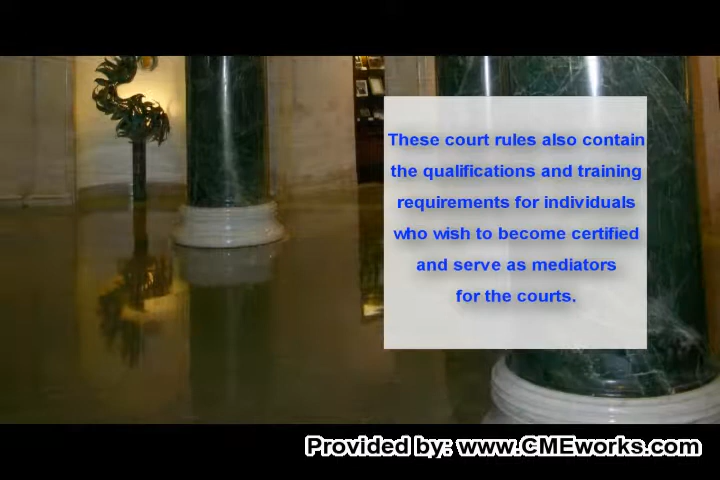 These court rules also contain
the qualifications and training
requirements for individuals
who wish to become certified
and serve as mediators
for the courts.
Provided by: www.CMEworks.com